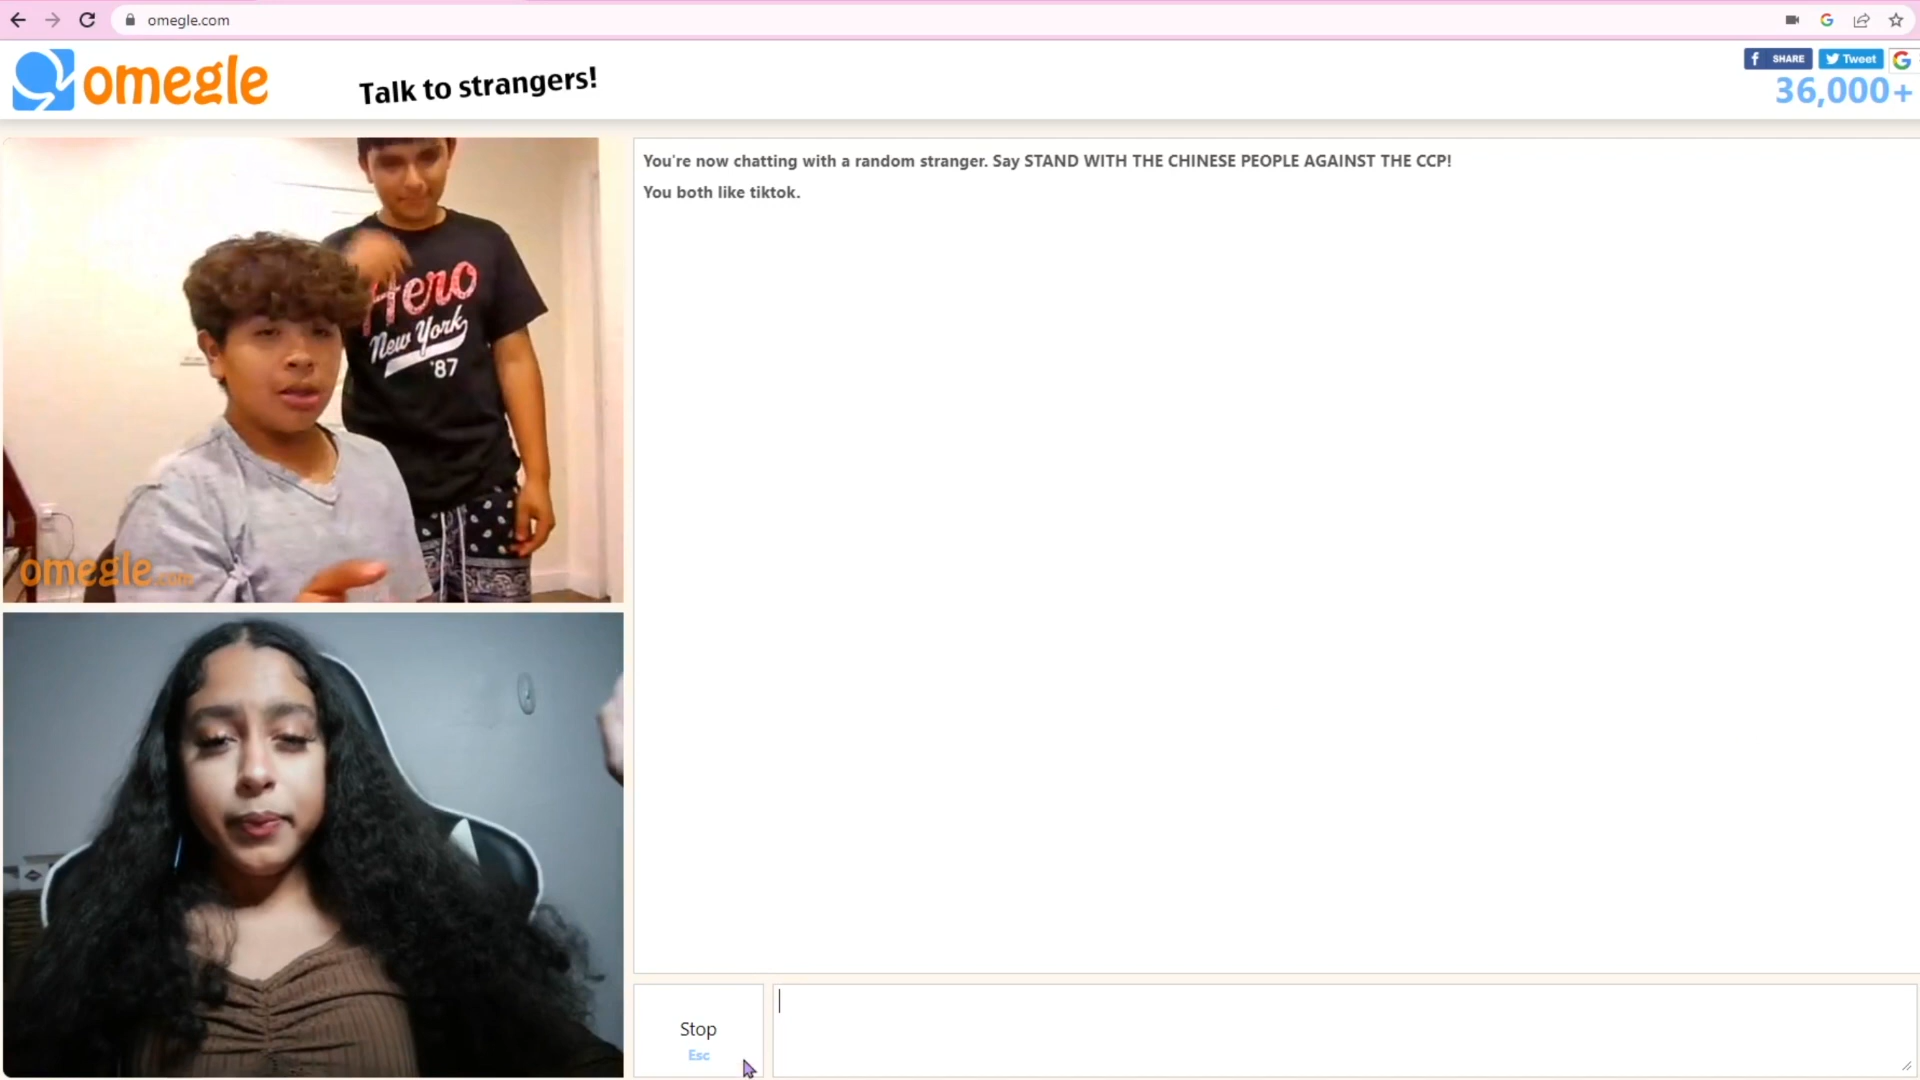 omegle.com
omegle
Talk to strangers!
SHARE
Tweet
36,000+
You're now chatting with a random stranger. Say STAND WITH THE CHINESE PEOPLE AGAINST THE CCP!
You both like tiktok.
Hero
New York
'87
omegle.com
Stop
Esc